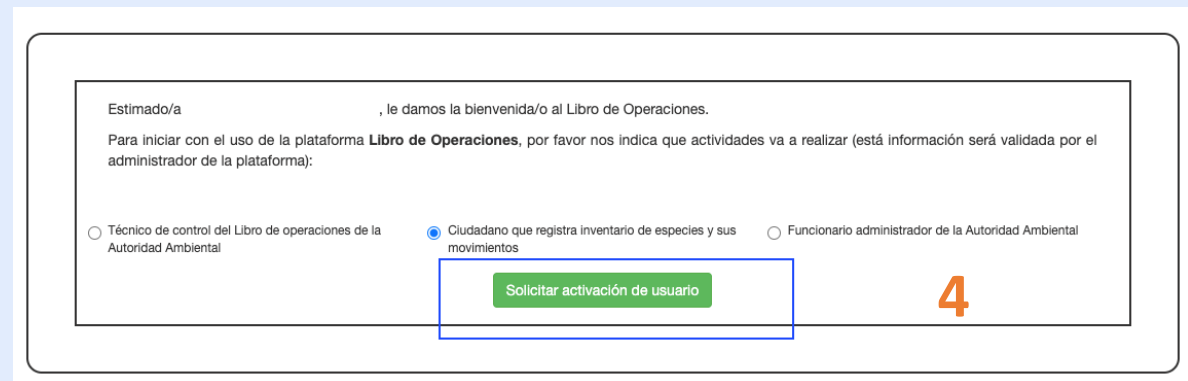 Estimado/a , le damos la bienvenida/o al Libro de Operaciones.
Para iniciar con el uso de la plataforma Libro de Operaciones, por favor nos indica que actividades va a realizar (está información será validada por el
administrador de la plataforma):
Técnico de control del Libro de operaciones de la
Autoridad Ambiental
Ciudadano que registra inventario de especies y sus
movimientos
Funcionario administrador de la Autoridad Ambiental
Solicitar activación de usuario
4